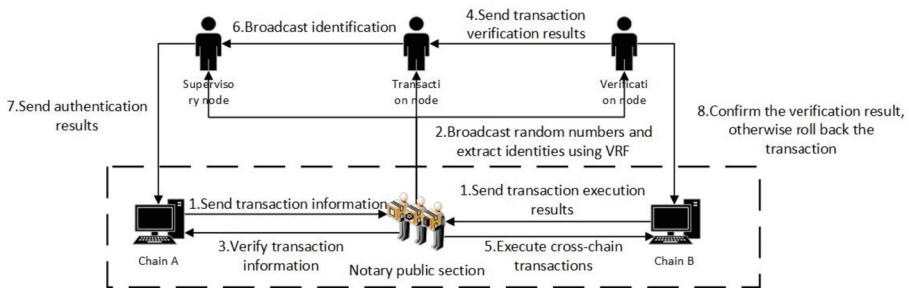 6.Broadcast identification
4.Send transaction
verification results
Superviso
ry node
Transacti
on node
Verificati
on node
7.Send authentication
results
2.Broadcast random numbers and
extract identities using VRF
8.Confirm the verification result,
otherwise roll back the
transaction
1.Send transaction information
1.Send transaction execution
results
3.Verify transaction
information
5.Execute cross-chain
transactions
Chain A
Notary public section
Chain B